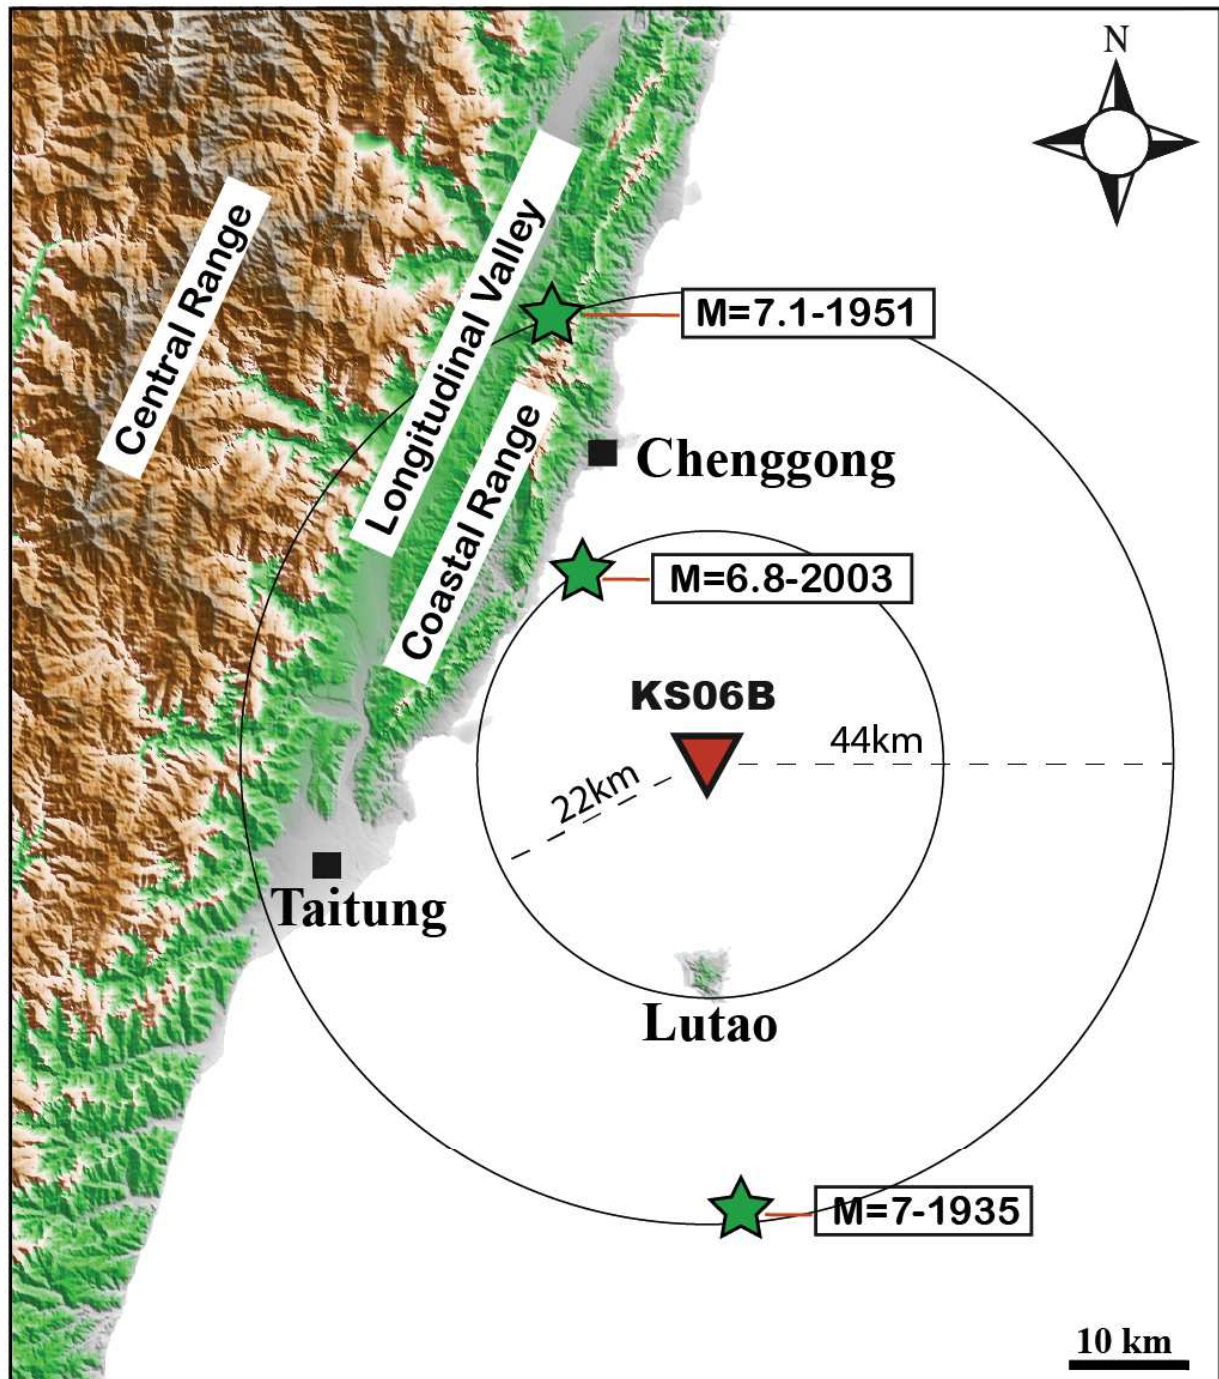 N
Central Range
Longitudinal Valley
M=7.1-1951
Coastal Range
Chenggong
M=6.8-2003
KS06B
44km
22km
Taitung
Lutao
M=7-1935
10 km